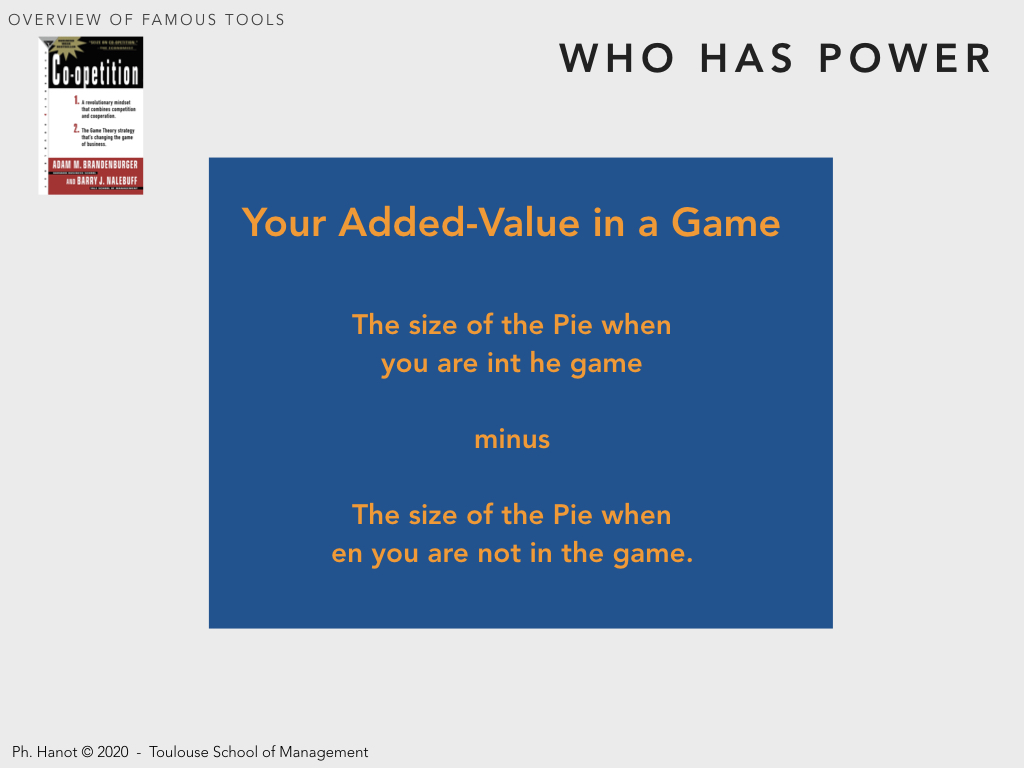 OVERVIEW OF FAMOUS TOOLS
WHO HAS POWER
Co-opetition
1. A revolutionary mindset
that combines competition
and cooperation.
2. The Game Theory strategy
that's changing the game
of business.
ADAM M. BRANDENBURGER
AND BARRY J. NALEBUFF
Your Added-Value in a Game
The size of the Pie when
you are int he game
minus
The size of the Pie when
en you are not in the game.
Ph. Hanot © 2020 - Toulouse School of Management